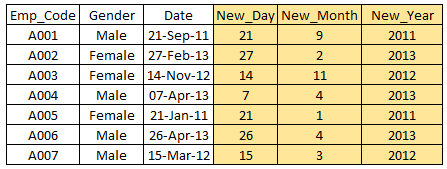 Emp_Code Gender Date New_Day New_Month New_Year
A001 Male 21-Sep-11 21 9 2011
A002 Female 27-Feb-13 27 2 2013
A003 Female 14-Nov-12 14 11 2012
A004 Male 07-Apr-13 7 4 2013
A005 Female 21-Jan-11 21 1 2011
A006 Male 26-Apr-13 26 4 2013
A007 Male 15-Mar-12 15 3 2012